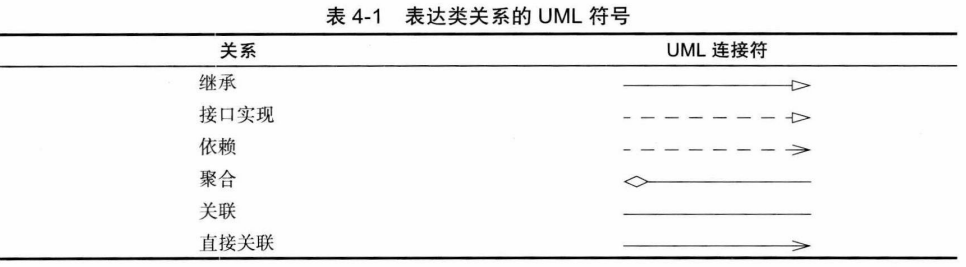 表 4-1 表达类关系的 UML 符号
关系 UML 连接符
继承
接口实现
依赖
聚合
关联
直接关联